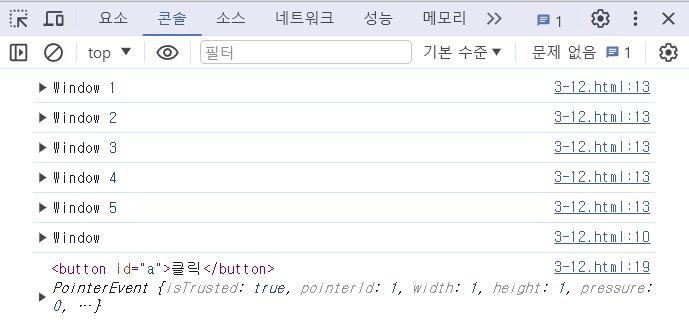 요소 콘솔 소스 네트워크 성능 메모리 1
top 필터 기본 수준 문제 없음 1
Window 1 3-12.html:13
Window 2 3-12.html:13
Window 3 3-12.html:13
Window 4 3-12.html:13
Window 5 3-12.html:13
Window 3-12.html:10
<button id="a">클릭</button> 3-12.html:19
PointerEvent {isTrusted: true, pointerId: 1, width: 1, height: 1, pressure:
0, …}